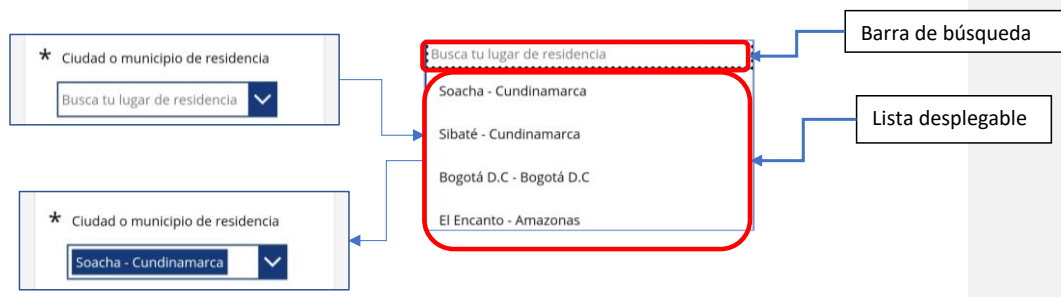 * Ciudad o municipio de residencia
Busca tu lugar de residencia
Busca tu lugar de residencia
Soacha - Cundinamarca
Sibaté - Cundinamarca
Bogotá D.C - Bogotá D.C
El Encanto - Amazonas
Barra de búsqueda
Lista desplegable
* Ciudad o municipio de residencia
Soacha - Cundinamarca